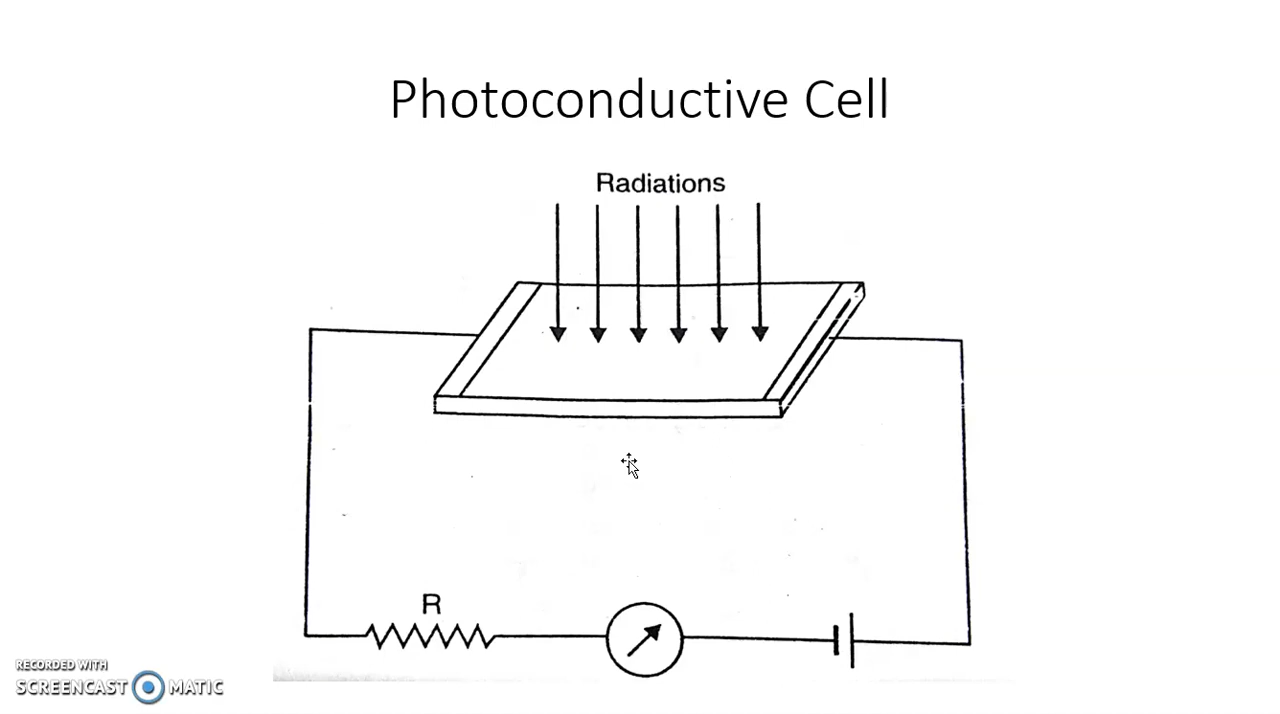 Photoconductive Cell
Radiations
R
RECORDED WITH
SCREENCAST MATIC